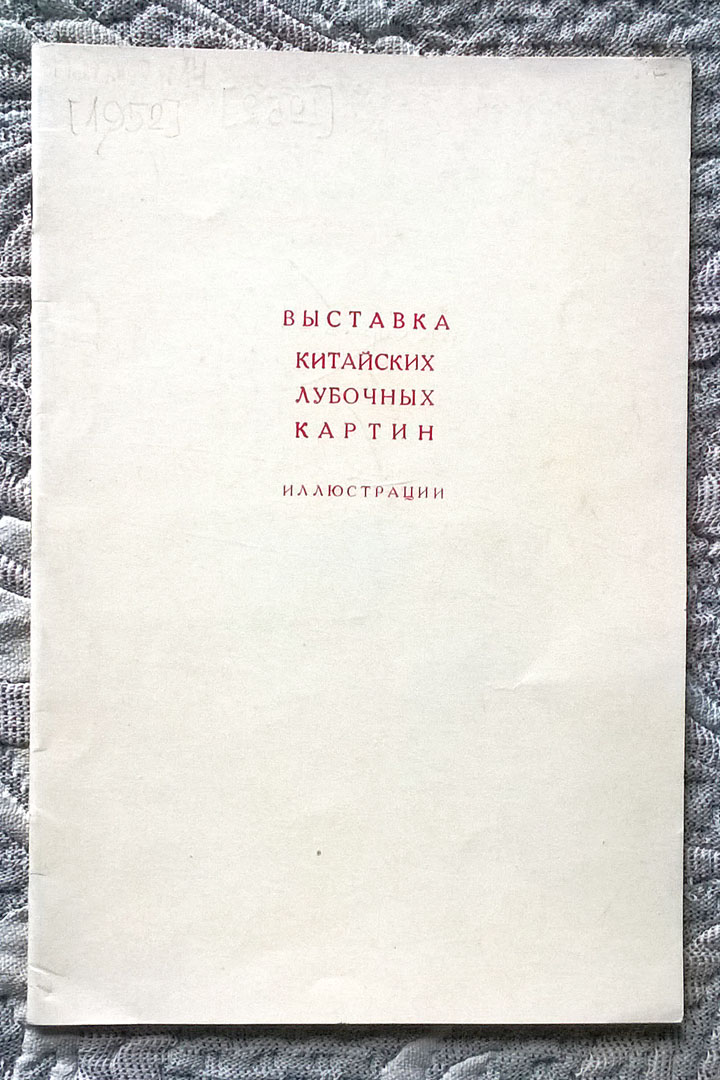 [1952]
ВЫСТАВКА
КИТАЙСКИХ
ЛУБОЧНЫХ
КАРТИН
ИЛЛЮСТРАЦИИ